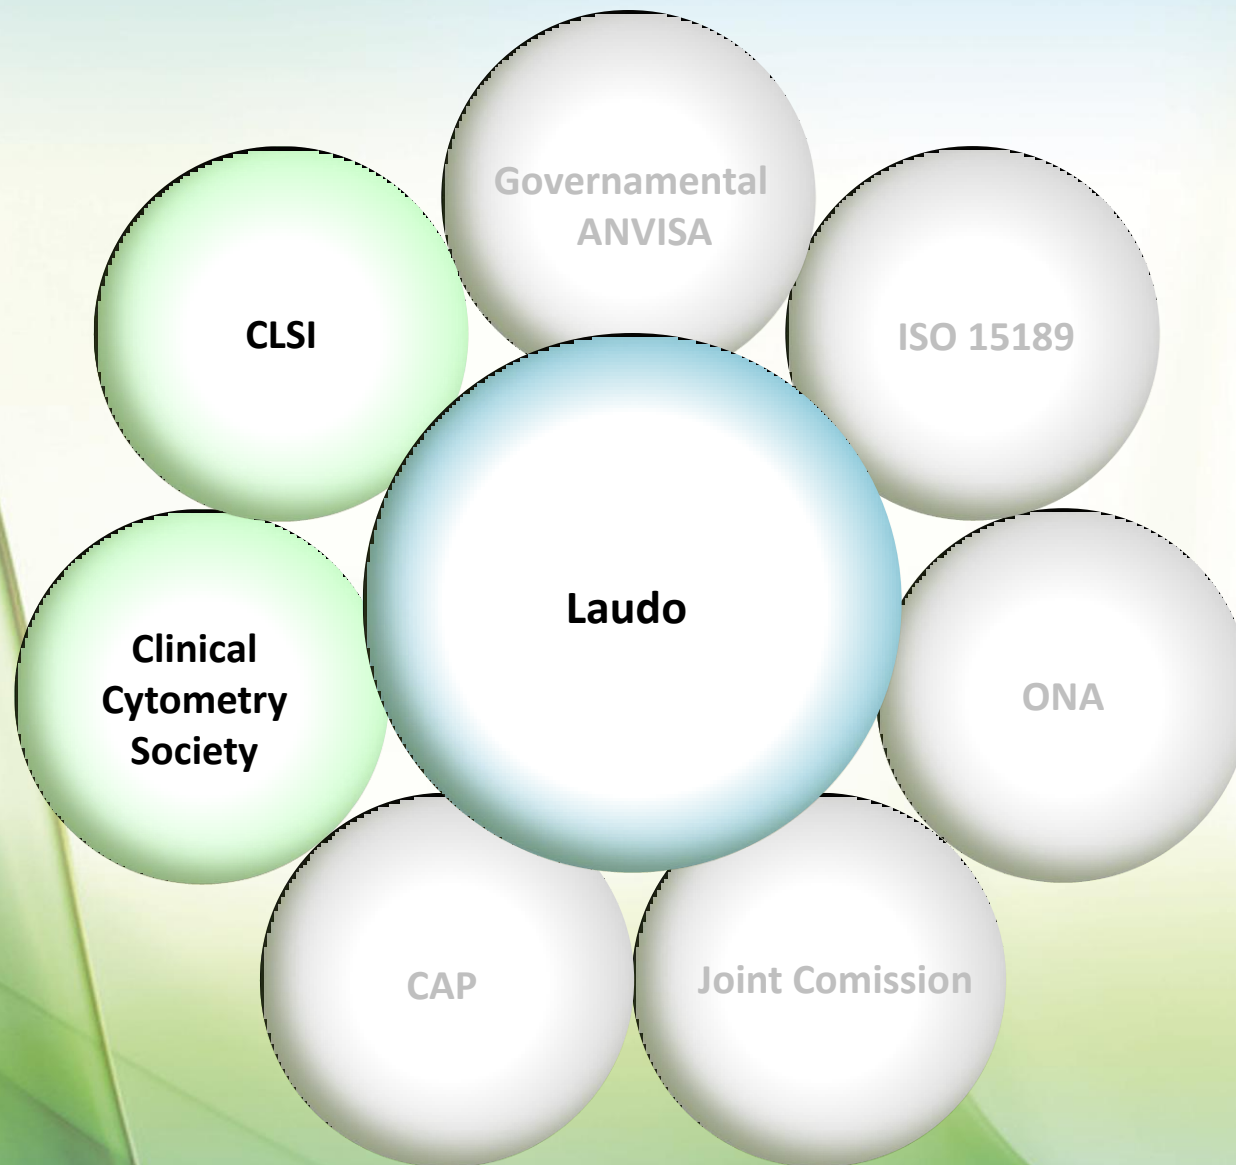 Governamental
ANVISA
CLSI
ISO 15189
Laudo
Clinical
Cytometry
Society
ONA
CAP
Joint Comission